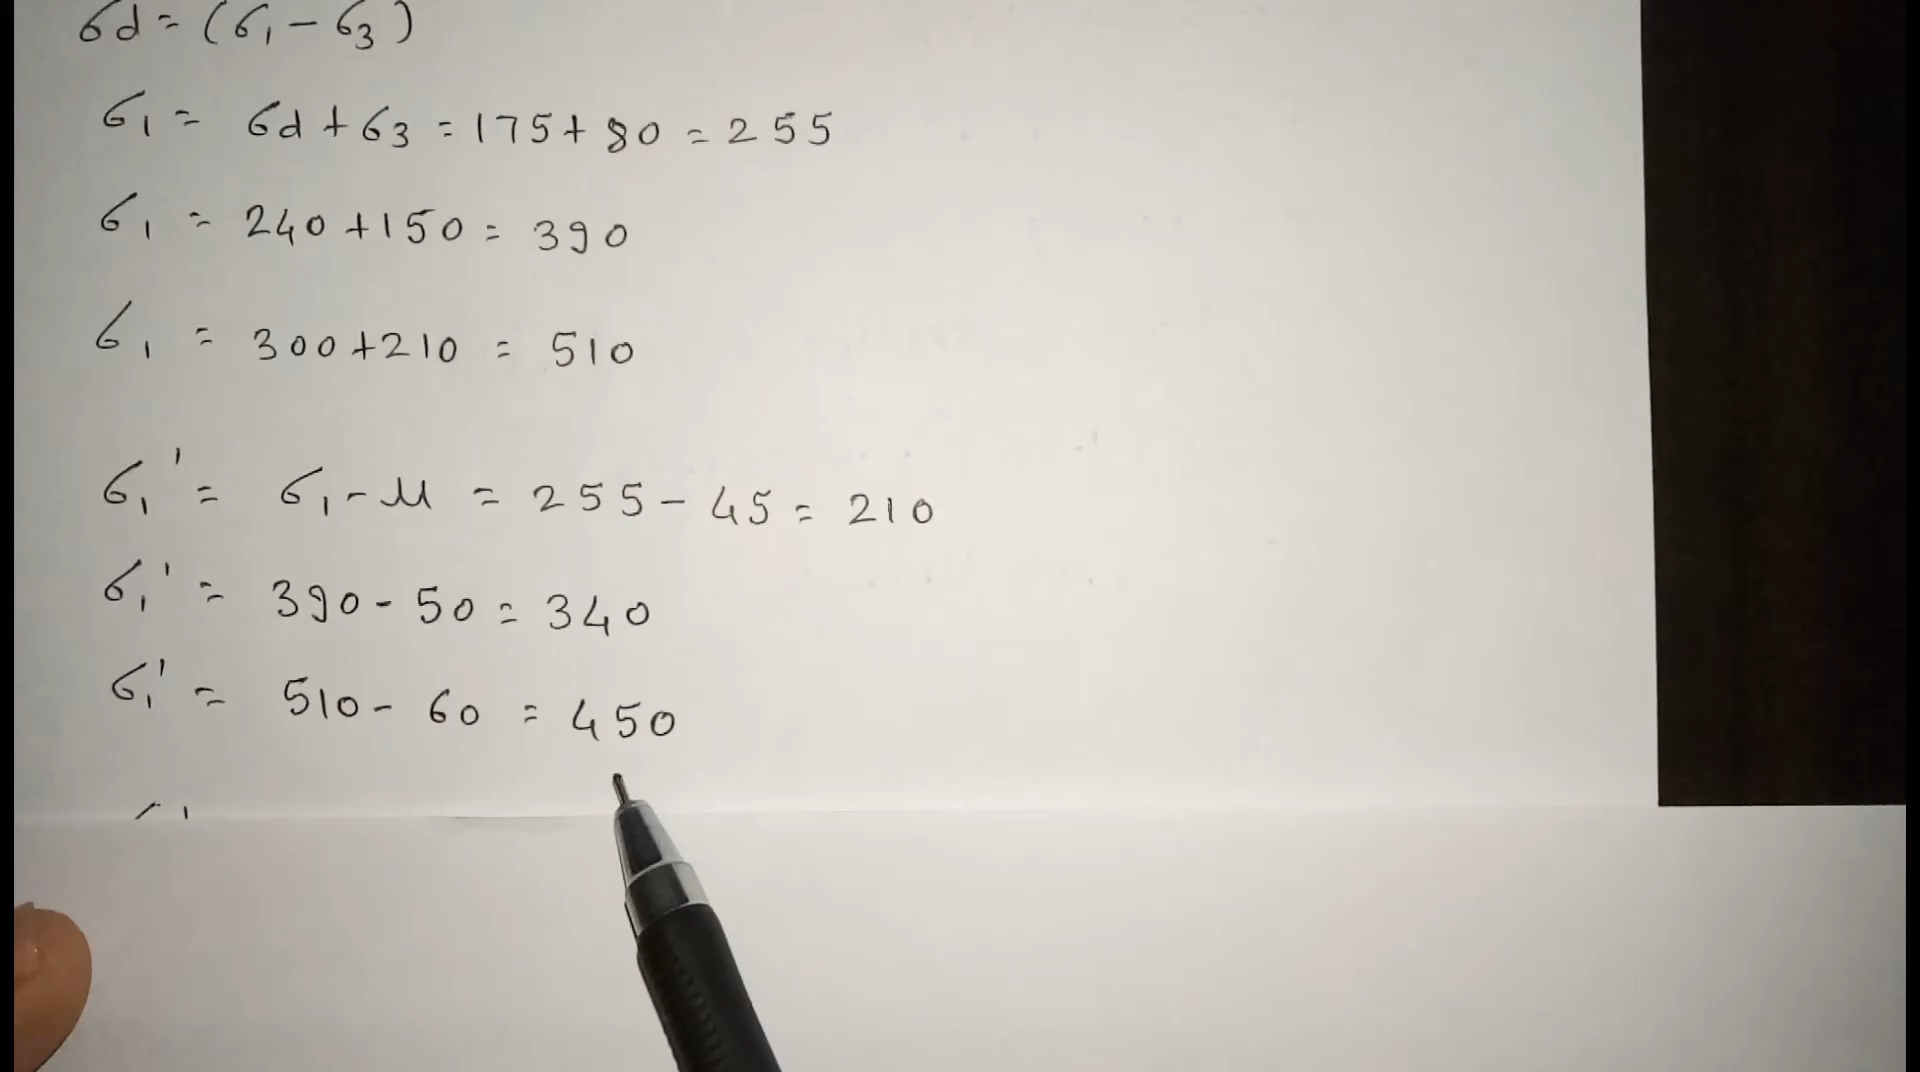 σd = (σ1 - σ3)
σ1 = σd + σ3 = 175 + 80 = 255
σ1 = 240 + 150 = 390
σ1 = 300 + 210 = 510
σ1' = σ1 - μ = 255 - 45 = 210
σ1' = 390 - 50 = 340
σ1' = 510 - 60 = 450